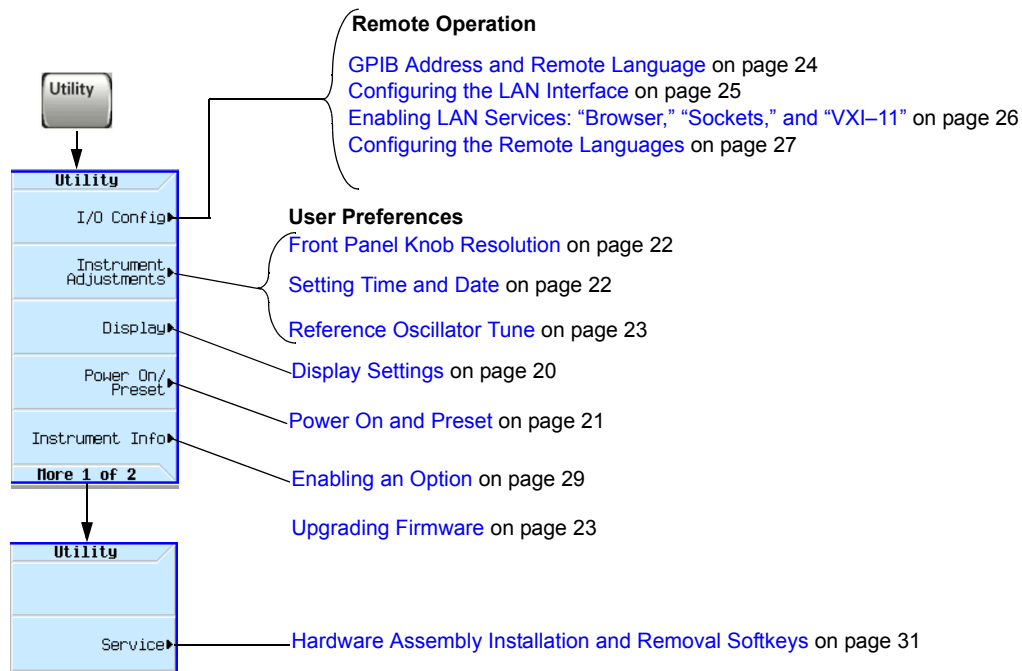 Remote Operation
GPIB Address and Remote Language on page 24
Configuring the LAN Interface on page 25
Enabling LAN Services: “Browser,” “Sockets,” and “VXI–11” on page 26
Configuring the Remote Languages on page 27
Utility
Utility
I/O Config
User Preferences
Front Panel Knob Resolution on page 22
Instrument
Adjustments
Setting Time and Date on page 22
Display
Reference Oscillator Tune on page 23
Display Settings on page 20
Power On/
Preset
Power On and Preset on page 21
Instrument Info
More 1 of 2
Enabling an Option on page 29
Upgrading Firmware on page 23
Utility
Service
Hardware Assembly Installation and Removal Softkeys on page 31